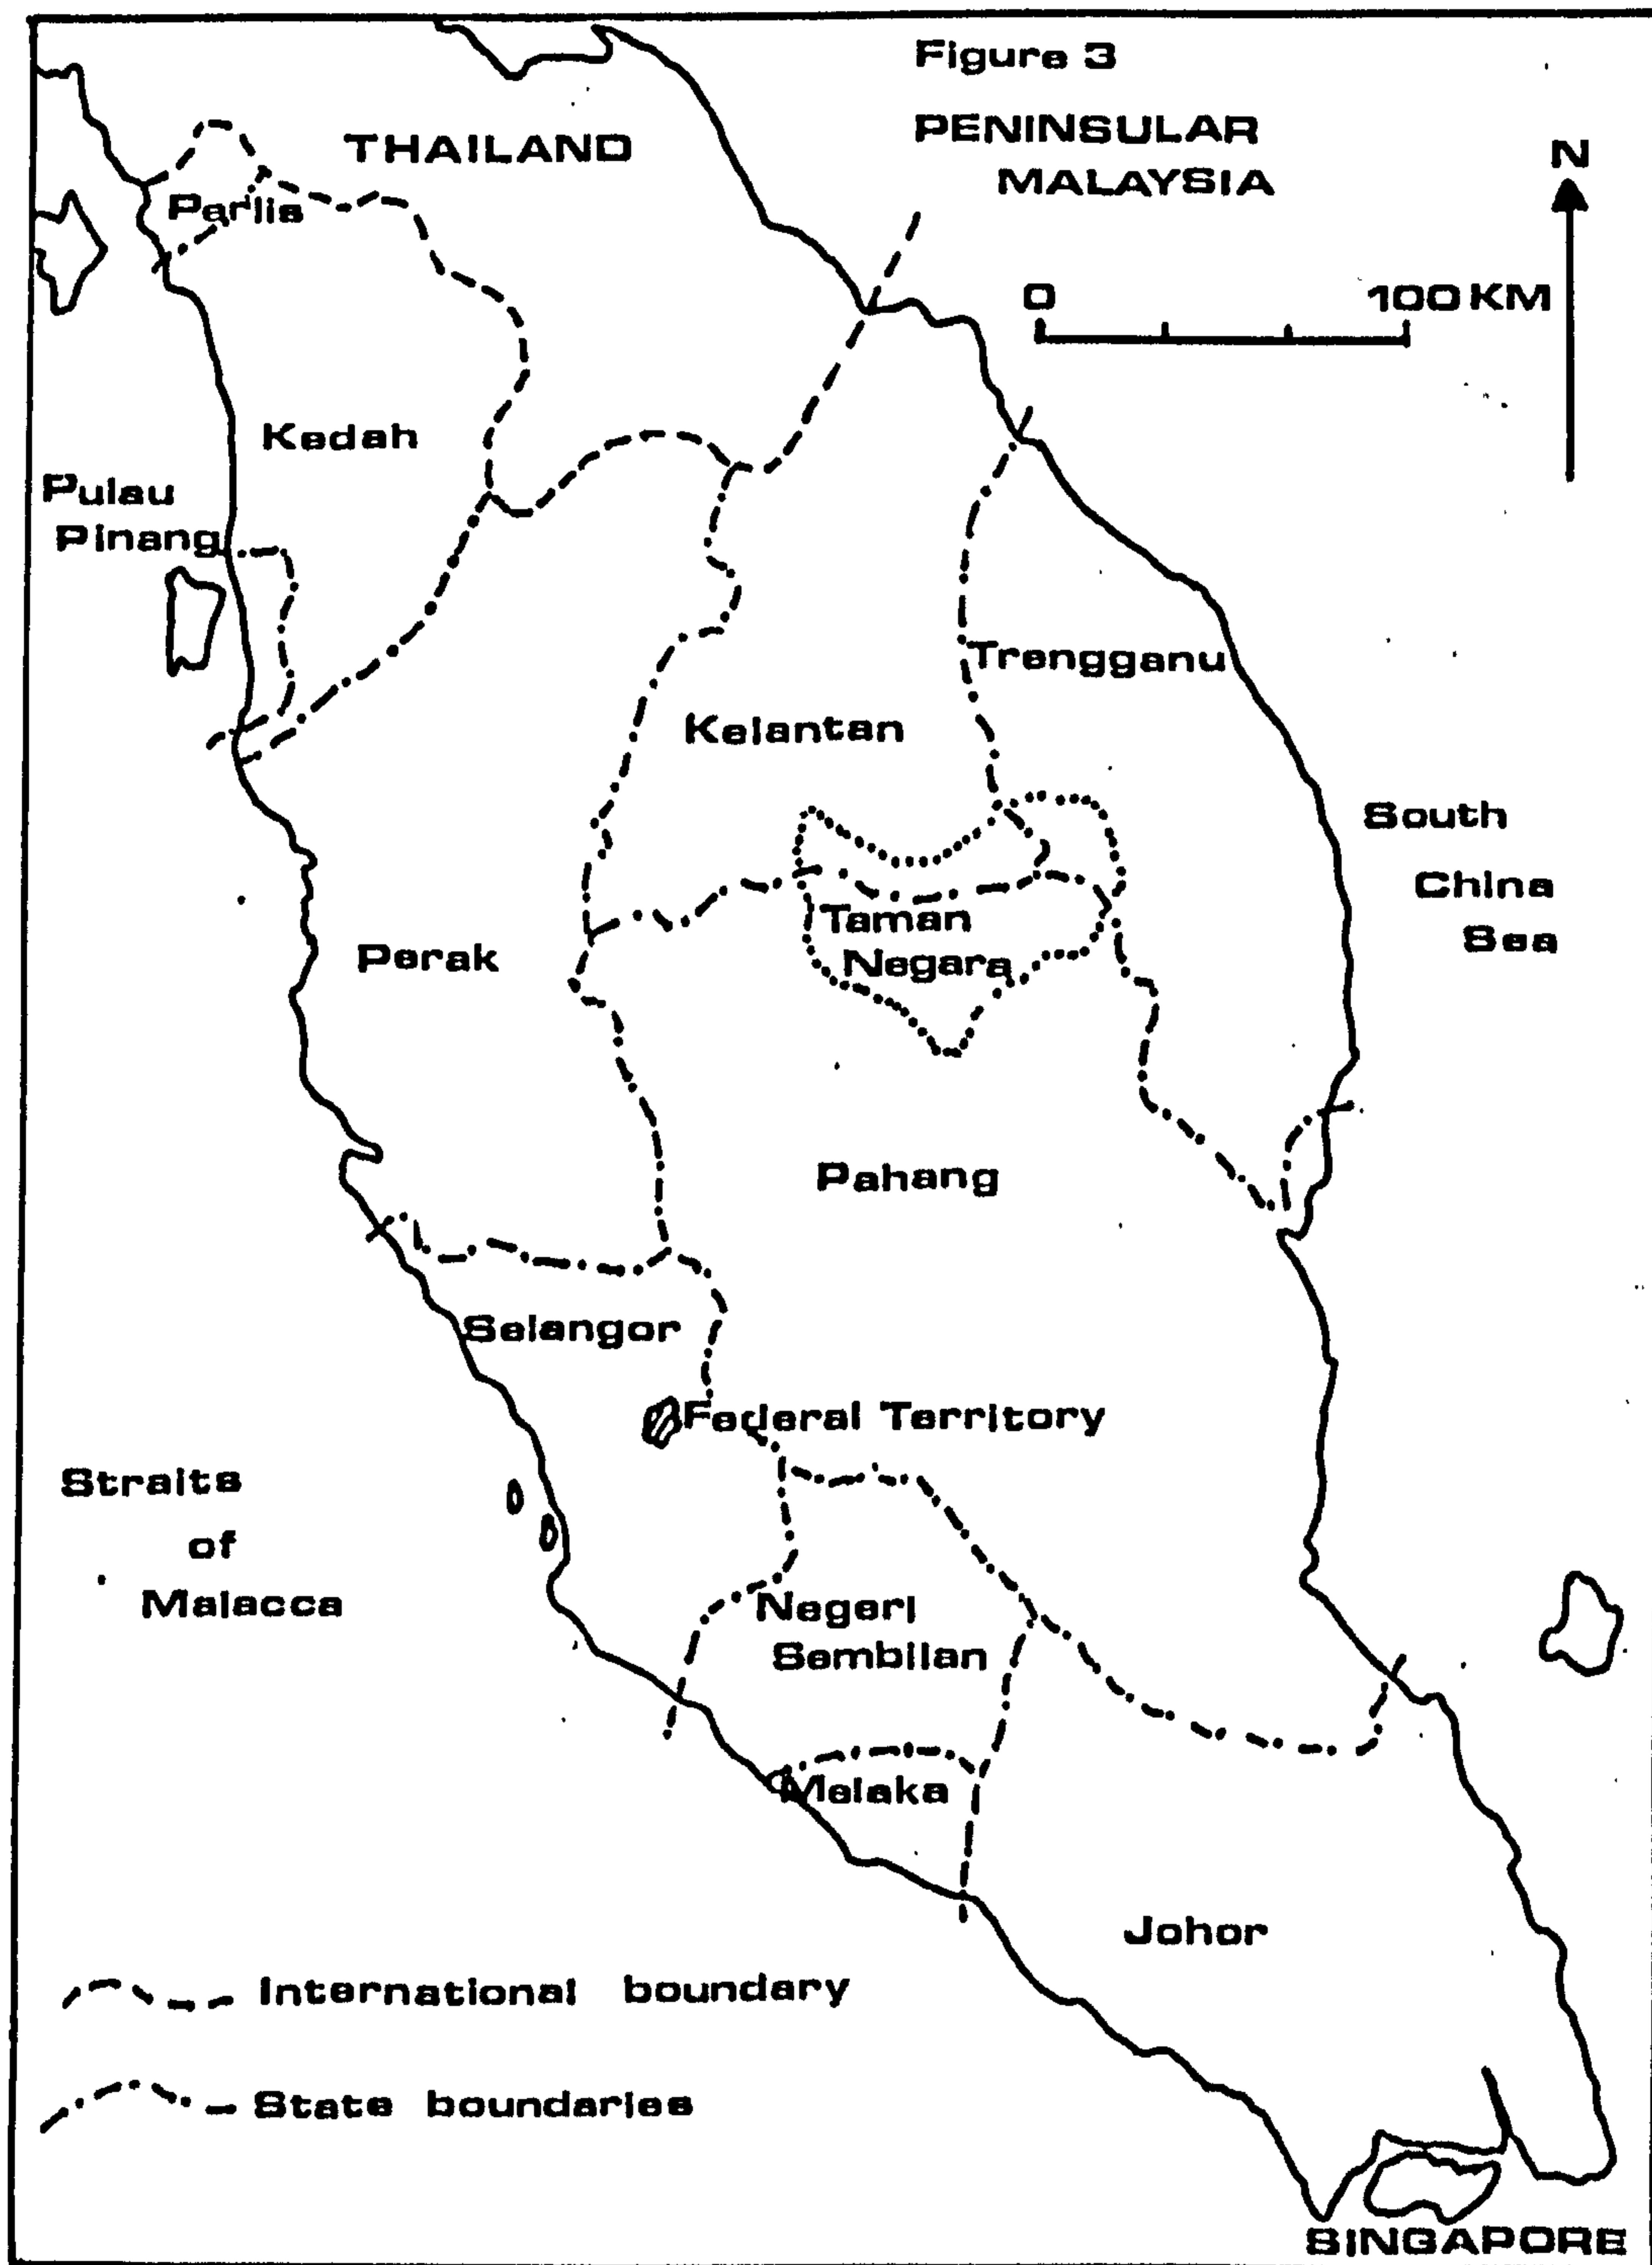 Figure 3
PENINSULAR
MALAYSIA
N
THAILAND
Perlis
0 100 KM
Kedah
Pulau
Pinang
Trengganu
Kelantan
South
China
Sea
Taman
Negara
Perak
Pahang
Selangor
Federal Territory
Straits
of
Malacca
Negeri
Sembilan
Melaka
Johor
International boundary
State boundaries
SINGAPORE